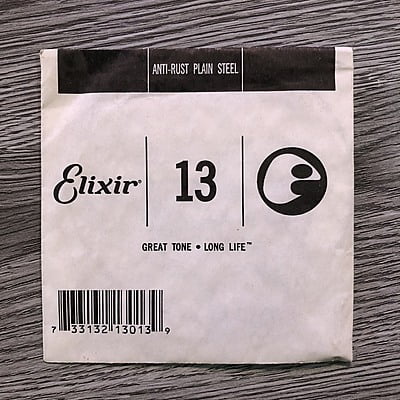 ANTI-RUST PLAIN STEEL
Elixir®
13
GREAT TONE • LONG LIFE™
7 33132 13013 9